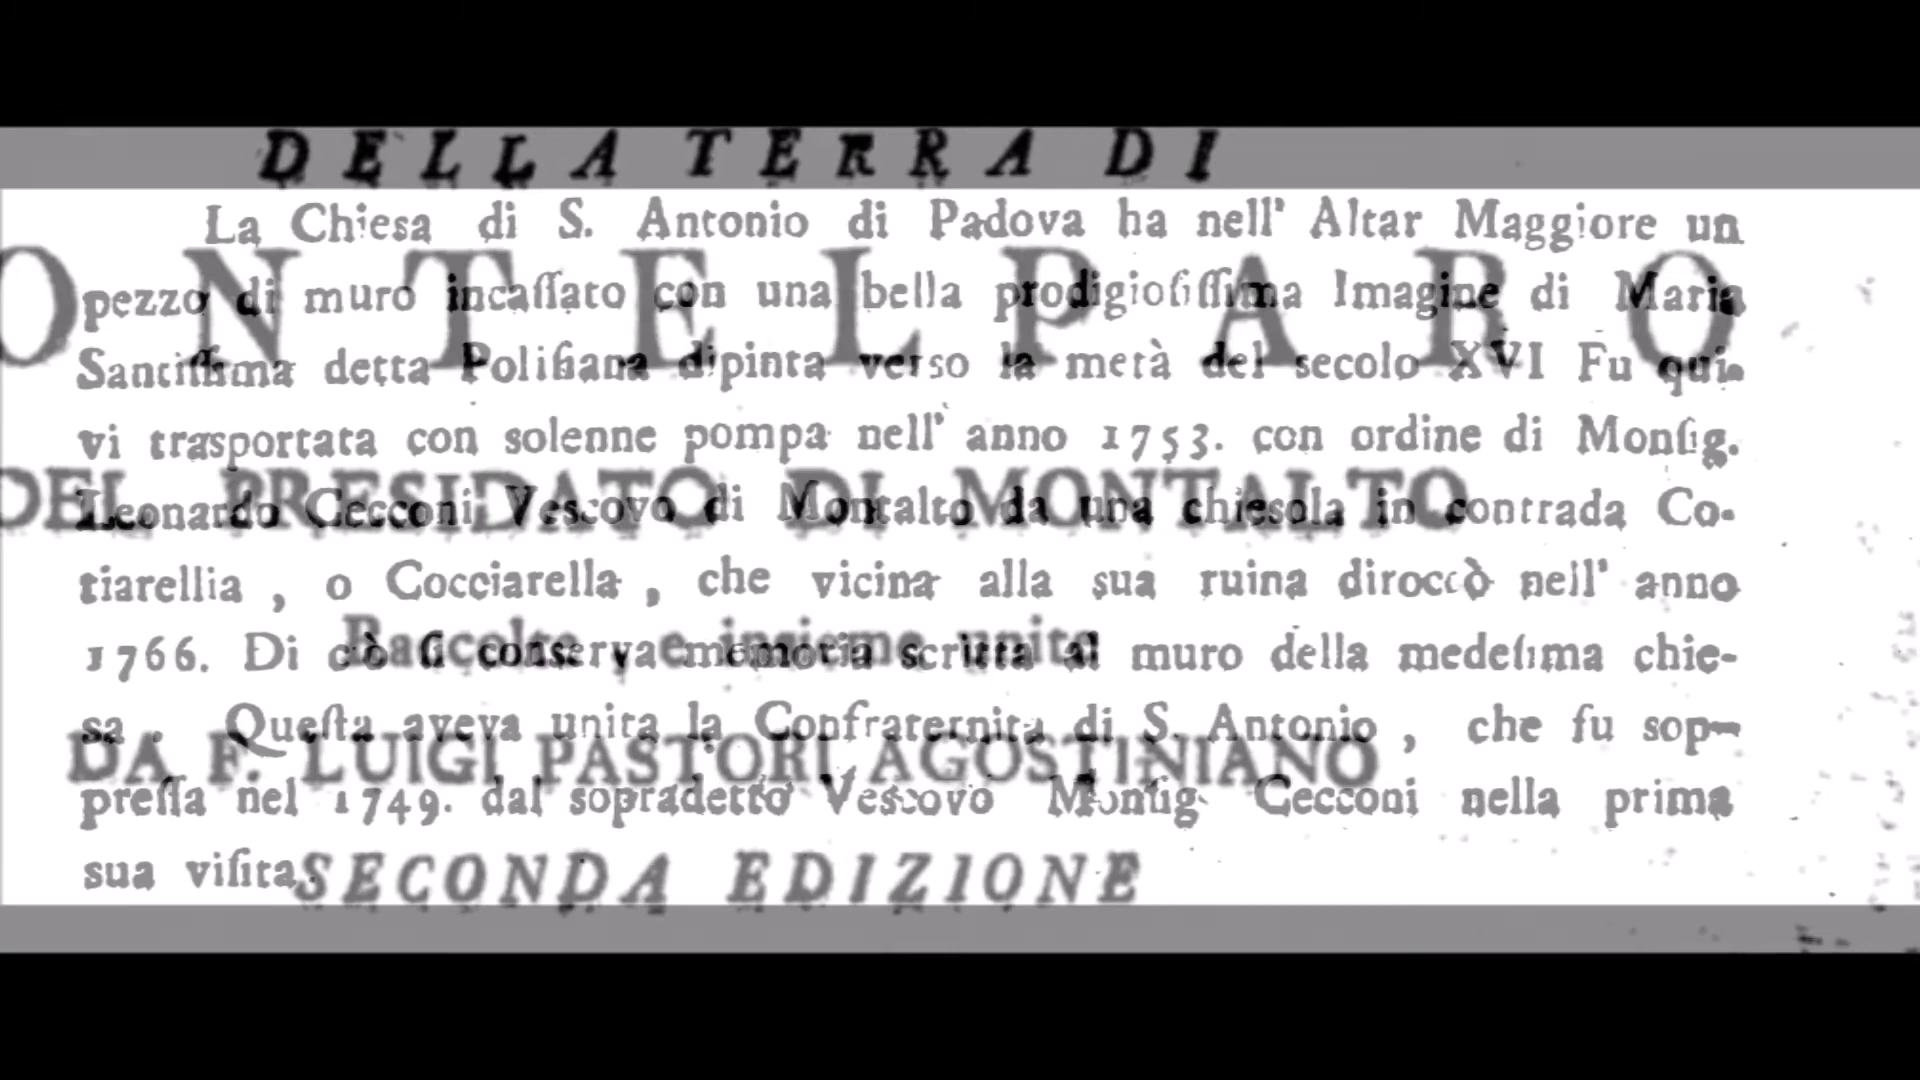 DELLA TERRA DI
ONTELPARO
DEL PRESIDATO DI MONTALTO
Raccolte e insieme unite
DA F. LUIGI PASTORI AGOSTINIANO
SECONDA EDIZIONE
La Chiesa di S. Antonio di Padova ha nell' Altar Maggiore un
pezzo di muro incaſſato con una bella prodigioſiſſima Imagine di Maria
Santiſſima detta Poliſiana dipinta verso la metà del secolo XVI Fu qui-
vi trasportata con solenne pompa nell' anno 1753. con ordine di Monſig.
Leonardo Cecconi Vescovo di Montalto da una chiesola in contrada Co-
tiarellia , o Cocciarella , che vicina alla sua ruina diroccò nell' anno
1766. Di ciò ſi conserva memoria scritta al muro della medeſima chie-
sa . Queſta aveva unita la Confraternita di S. Antonio , che fu sop-
preſſa nel 1749. dal sopradetto Vescovo Monſig Cecconi nella prima
sua viſita.